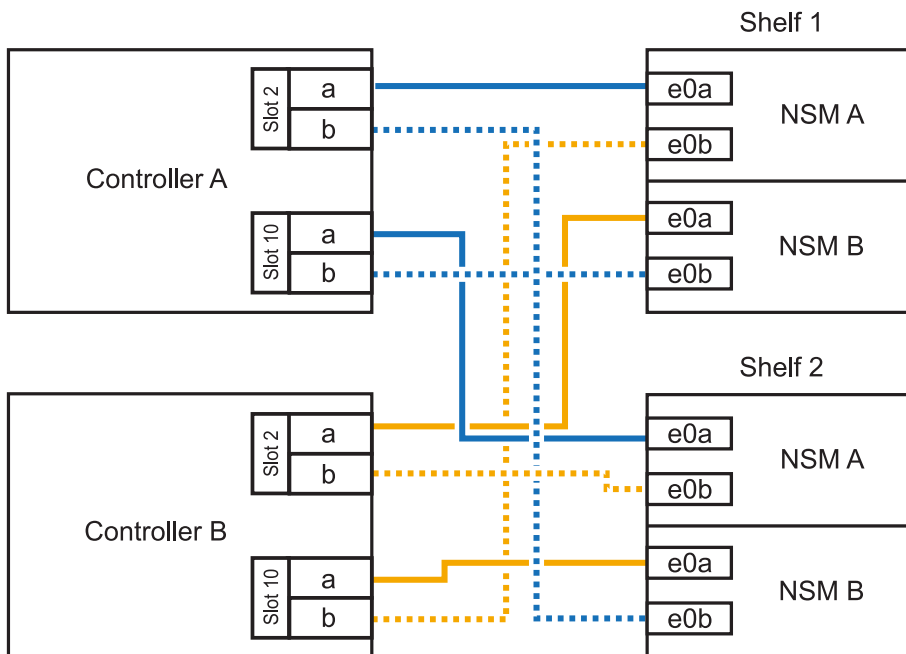 Shelf 1
Controller A
Slot 2
a
b
Slot 10
a
b
e0a
e0b
NSM A
e0a
e0b
NSM B
Shelf 2
Controller B
Slot 2
a
b
Slot 10
a
b
e0a
e0b
NSM A
e0a
e0b
NSM B